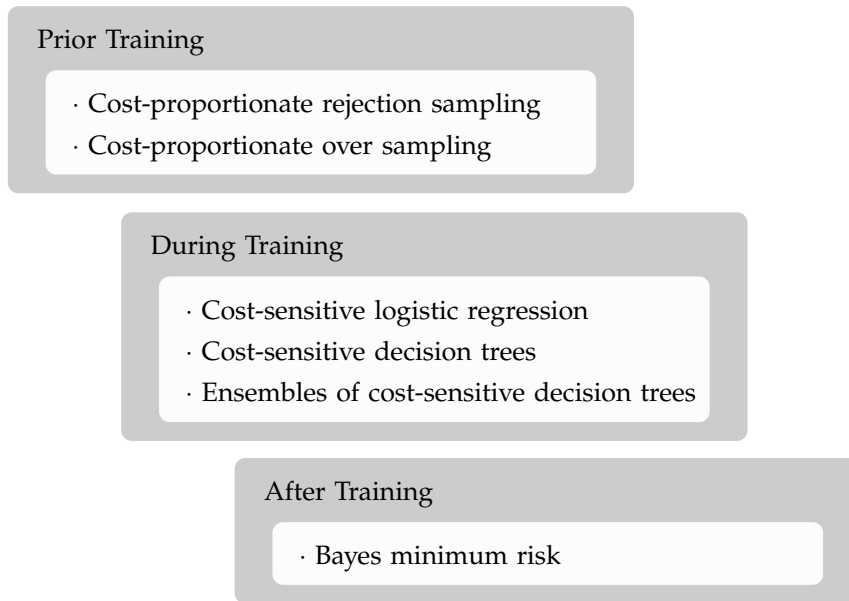 Prior Training
· Cost-proportionate rejection sampling
· Cost-proportionate over sampling
During Training
· Cost-sensitive logistic regression
· Cost-sensitive decision trees
· Ensembles of cost-sensitive decision trees
After Training
· Bayes minimum risk